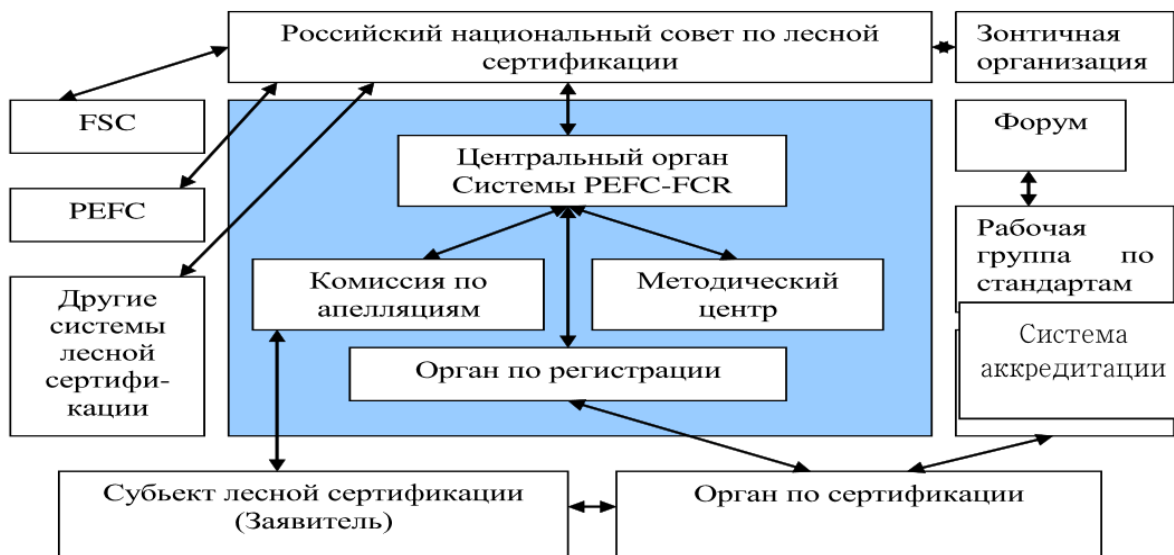 Российский национальный совет по лесной
сертификации
Зонтичная
организация
FSC
PEFC
Другие
системы
лесной
сертифи-
кации
Центральный орган
Системы PEFC-FCR
Комиссия по
апелляциям
Методический
центр
Орган по регистрации
Форум
Рабочая
группа по
стандартам
Система
аккредитации
Субьект лесной сертификации
(Заявитель)
Орган по сертификации